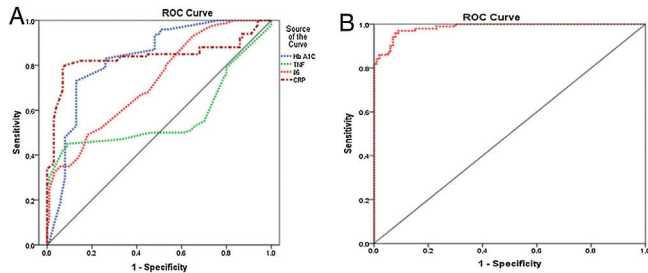 A
ROC Curve
Source of the Curve
Hb A1C
TNF
I6
CRP
Sensitivity
1.0
0.8
0.6
0.4
0.2
0.0
0.0 0.2 0.4 0.6 0.8 1.0
1 - Specificity
B
ROC Curve
Sensitivity
1.0
0.8
0.6
0.4
0.2
0.0
0.0 0.2 0.4 0.6 0.8 1.0
1 - Specificity